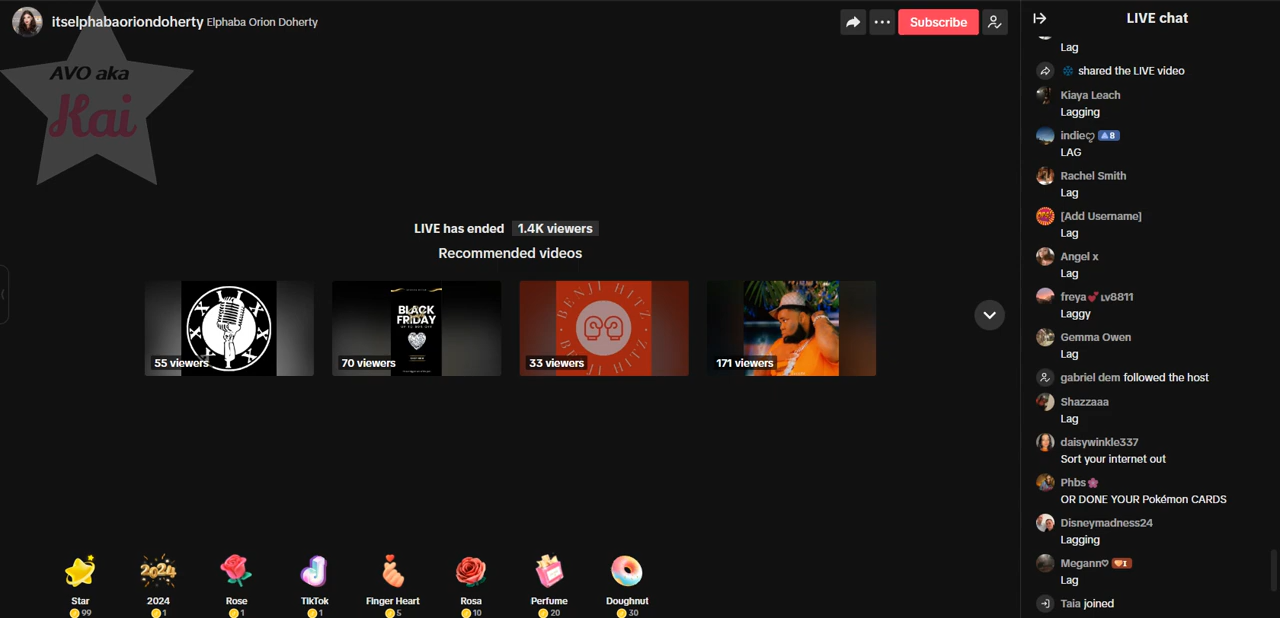 itselphabaoriondoherty Elphaba Orion Doherty
Subscribe
AVO aka
Kai
LIVE has ended 1.4K viewers
Recommended videos
BLACK
FRIDAY
55 viewers
70 viewers
33 viewers
171 viewers
Star
99
2024
2024
1
Rose
1
TikTok
1
Finger Heart
5
Rosa
10
Perfume
20
Doughnut
30
LIVE chat
Lag
shared the LIVE video
Kiaya Leach
Lagging
indie 8
LAG
Rachel Smith
Lag
[Add Username]
Lag
Angel x
Lag
freya💕LV8811
Laggy
Gemma Owen
Lag
gabriel dem followed the host
Shazzaaa
Lag
daisywinkle337
Sort your internet out
Phbs🌸
OR DONE YOUR Pokémon CARDS
Disneymadness24
Lagging
Megann♡ I
Lag
Taia joined